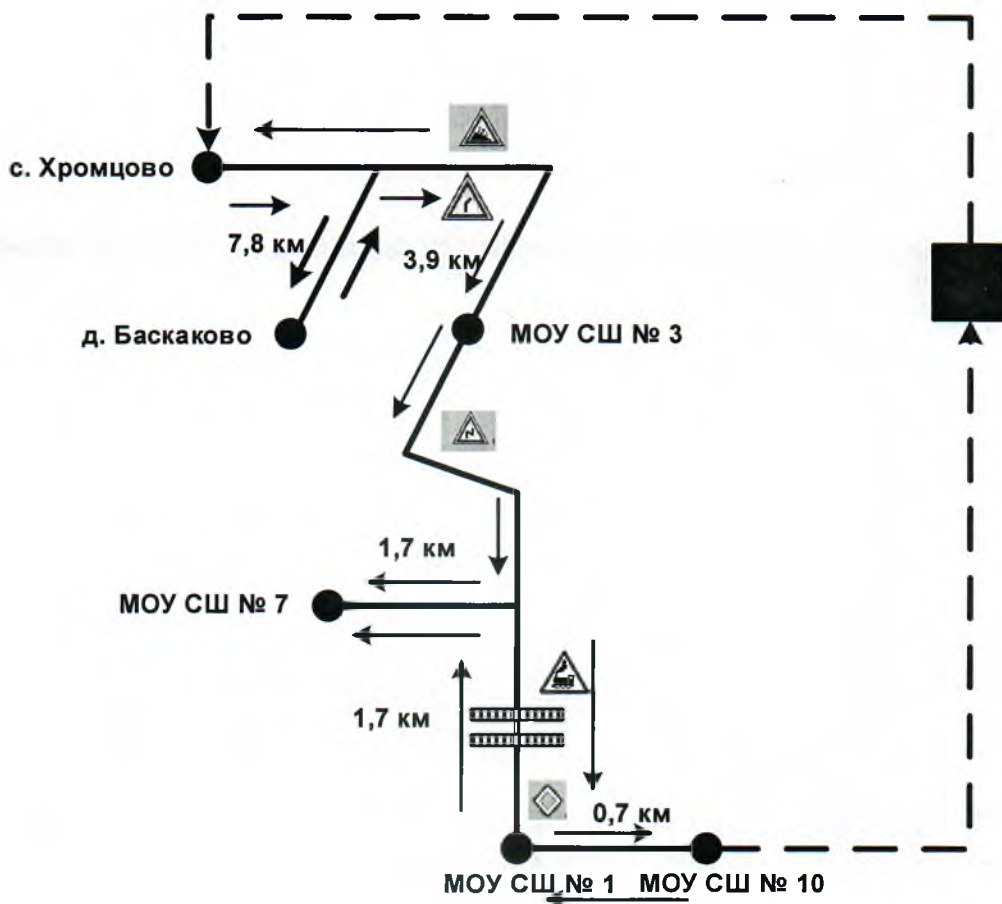 с. Хромцово
7,8 км
3,9 км
д. Баскаково
МОУ СШ № 3
1,7 км
МОУ СШ № 7
1,7 км
0,7 км
МОУ СШ № 1
МОУ СШ № 10